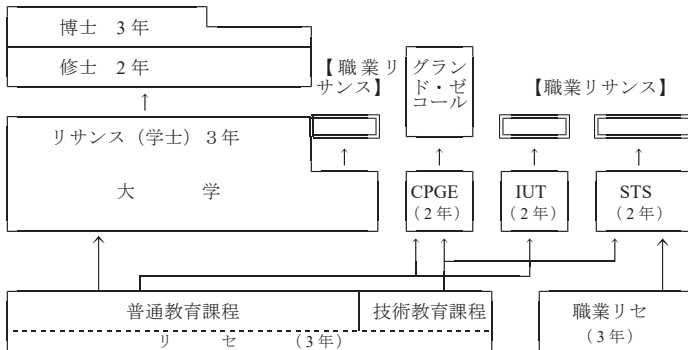 博士 3 年
修士 2 年
【職業リ
サンス】
グラン
ド・ゼ
コール
【職業リサンス】
リサンス（学士）３年
大 学
CPGE
（2 年）
IUT
（2 年）
STS
（2 年）
普通教育課程
技術教育課程
リ セ （3 年）
職業リセ
（3 年）